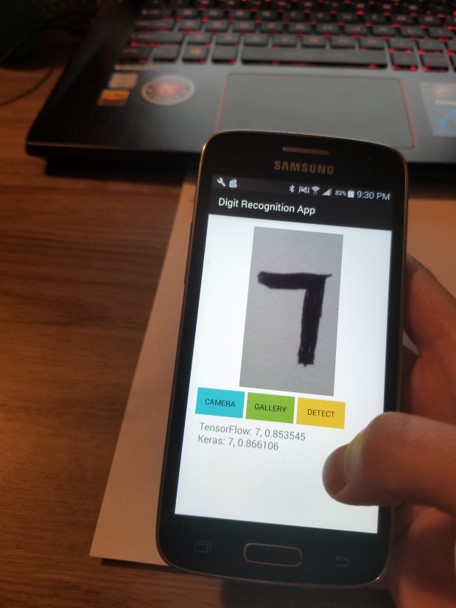 SAMSUNG
83% 9:30 PM
Digit Recognition App
7
CAMERA GALLERY DETECT
TensorFlow: 7, 0.853545
Keras: 7, 0.866106